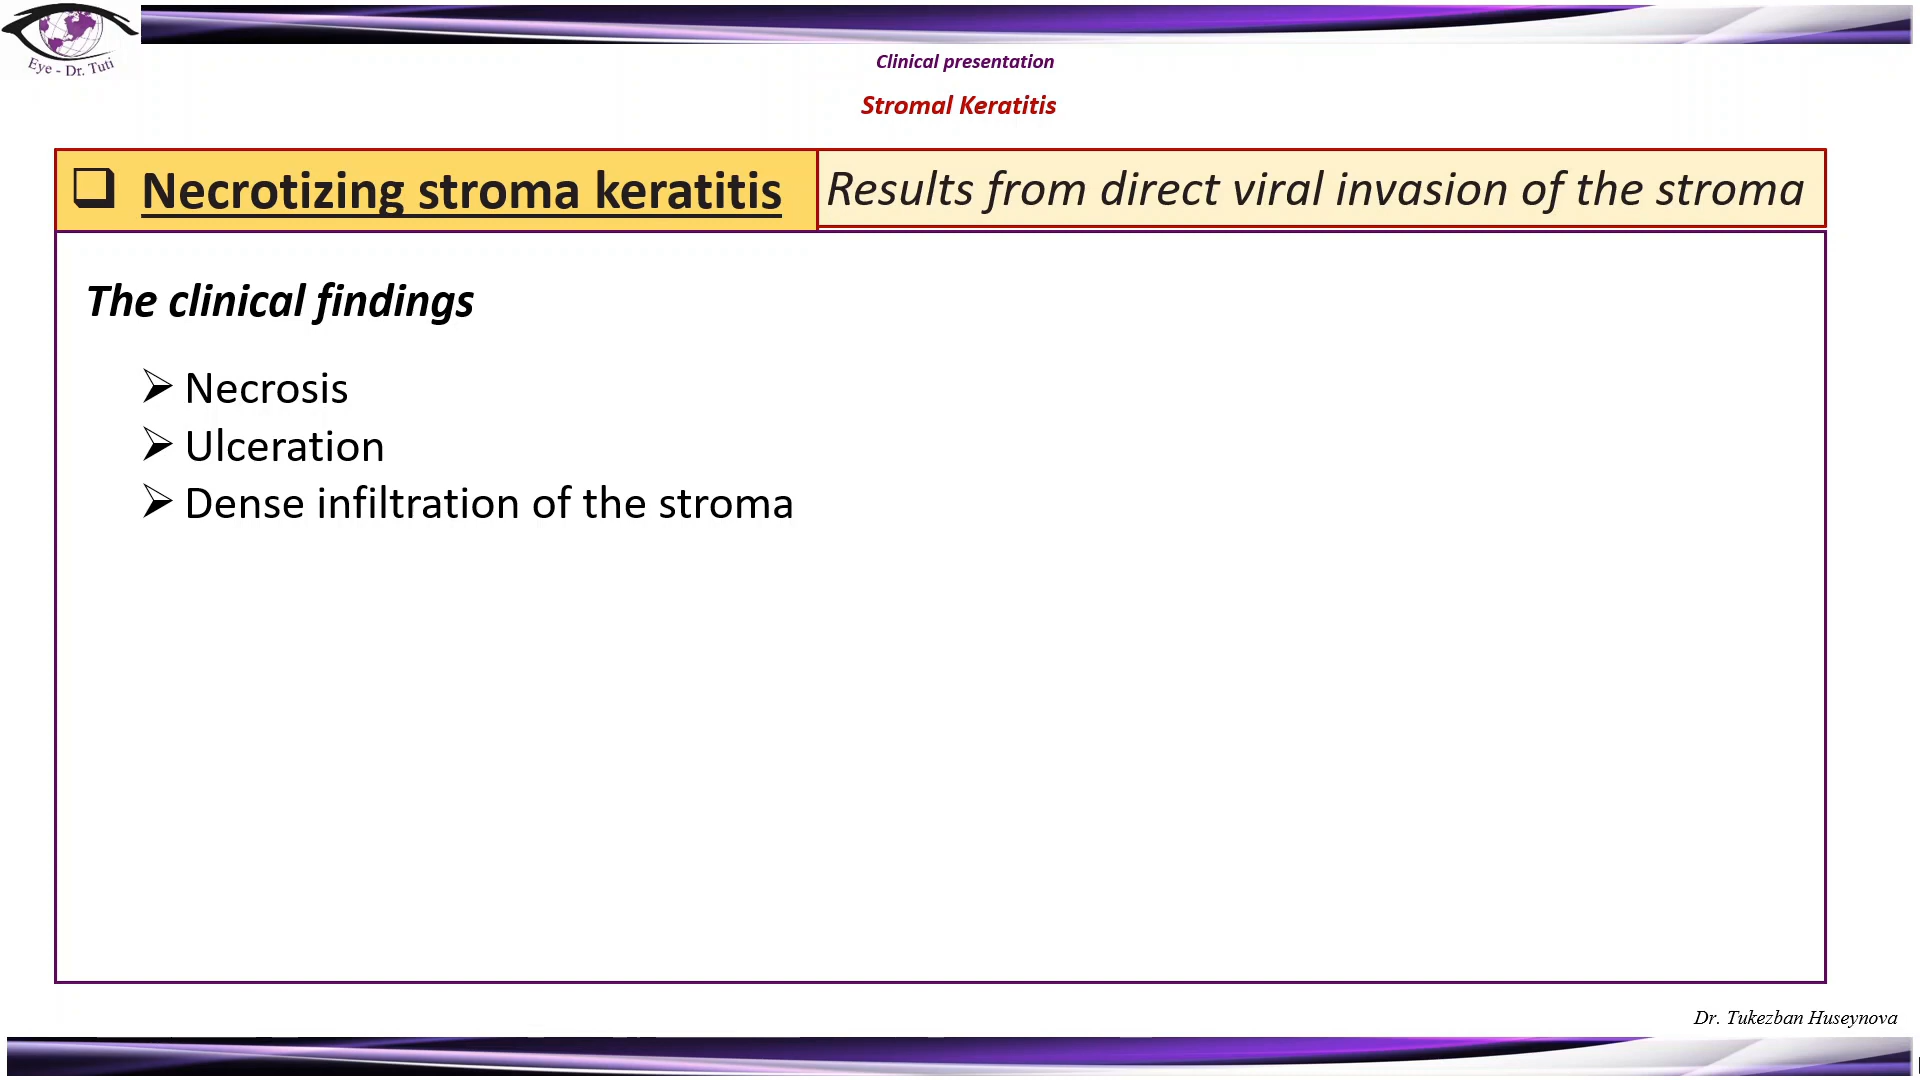 Eye - Dr. Tuti
Clinical presentation
Stromal Keratitis
Necrotizing stroma keratitis
Results from direct viral invasion of the stroma
The clinical findings
Necrosis
Ulceration
Dense infiltration of the stroma
Dr. Tukezban Huseynova